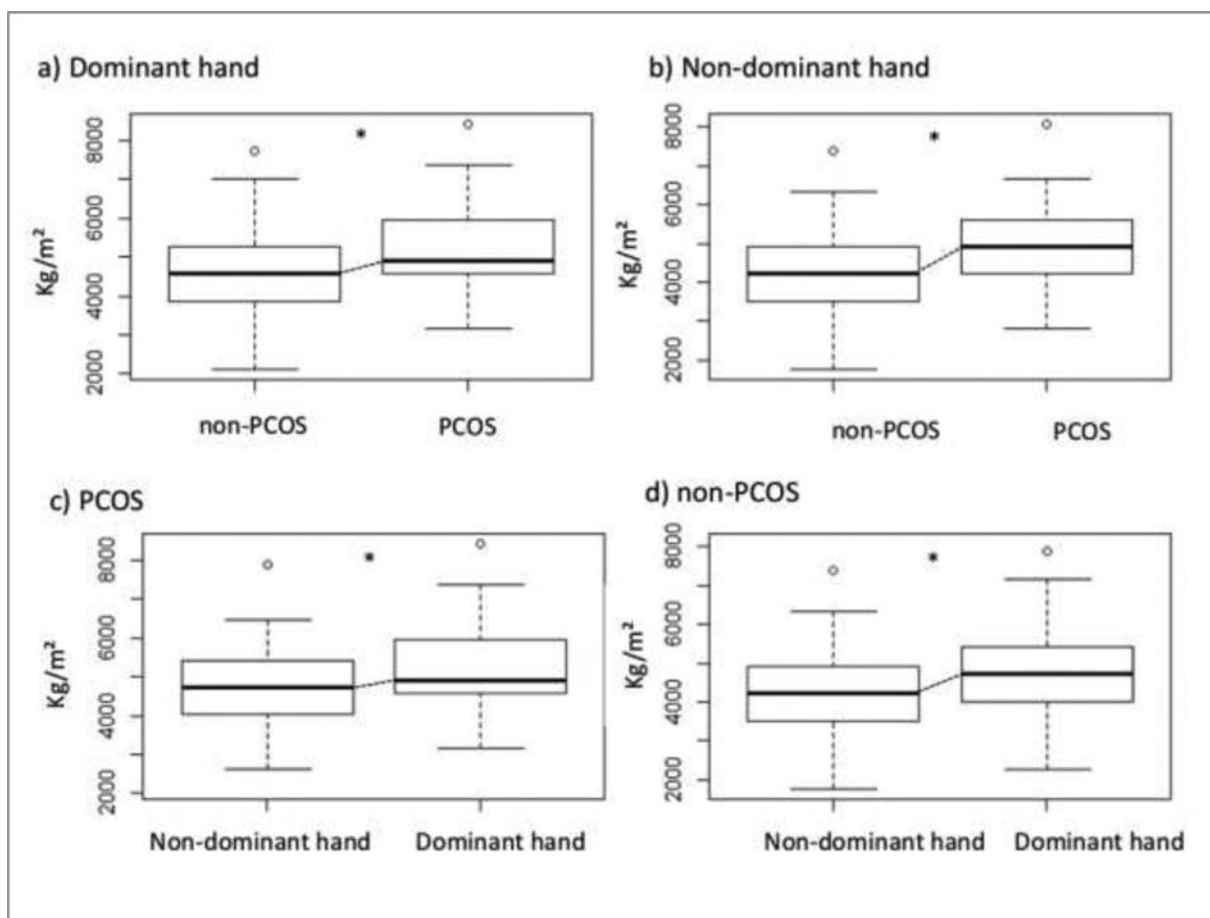 a) Dominant hand
Kg/m²
8000
6000
4000
2000
*
non-PCOS PCOS
b) Non-dominant hand
Kg/m²
8000
6000
4000
2000
*
non-PCOS PCOS
c) PCOS
Kg/m²
8000
6000
4000
2000
*
Non-dominant hand Dominant hand
d) non-PCOS
Kg/m²
8000
6000
4000
2000
*
Non-dominant hand Dominant hand